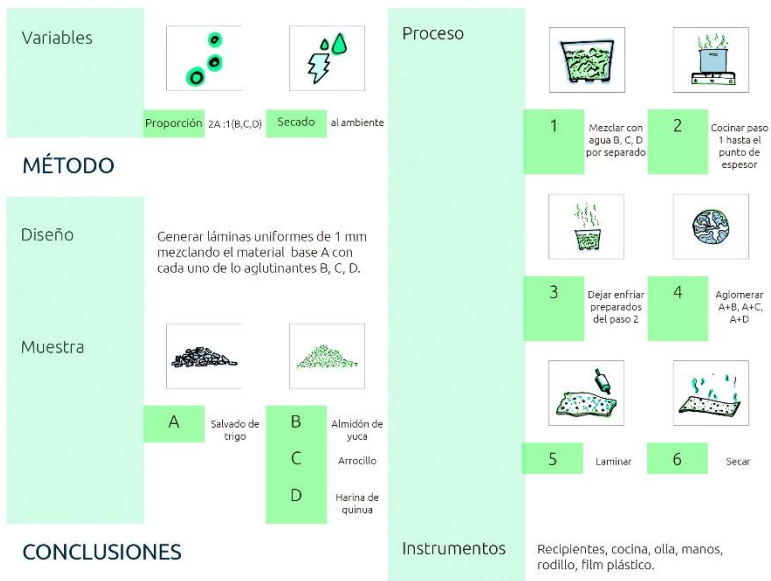 Variables
Proporción
2A :1(B,C,D)
Secado
al ambiente
MÉTODO
Diseño
Generar láminas uniformes de 1 mm
mezclando el material base A con
cada uno de lo aglutinantes B, C, D.
Muestra
A
Salvado de
trigo
B
Almidón de
yuca
C
Arrocillo
D
Harina de
quinua
CONCLUSIONES
Proceso
1
Mezclar con
agua B, C, D
por separado
2
Cocinar paso
1 hasta el
punto de
espesor
3
Dejar enfriar
preparados
del paso 2
4
Aglomerar
A+B, A+C,
A+D
5
Laminar
6
Secar
Instrumentos
Recipientes, cocina, olla, manos,
rodillo, film plástico.